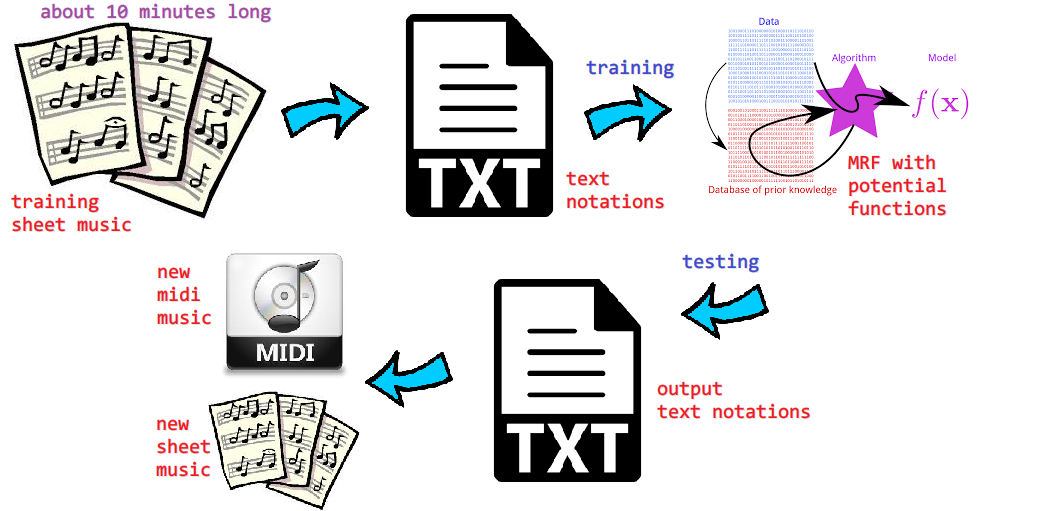 about 10 minutes long
training
sheet music
TXT
text
notations
training
Data
Algorithm
Model
f(x)
Database of prior knowledge
MRF with
potential
functions
testing
TXT
output
text notations
new
midi
music
MIDI
new
sheet
music